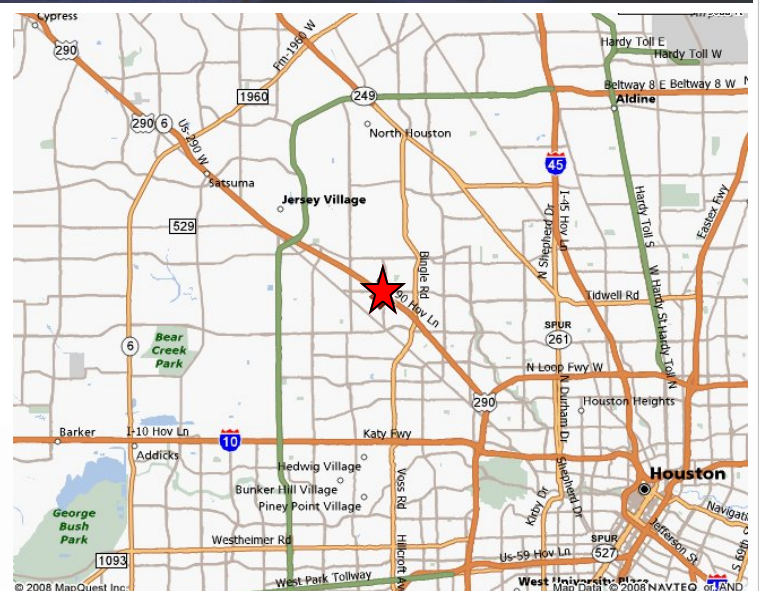 Cypress
290
Fm-1960 W
Hardy Toll E
Hardy Toll W
Beltway 8 E Beltway 8 W
Aldine
1960
249
290 6
Us-290 W
North Houston
45
Satsuma
Jersey Village
529
I-45 Hov Ln
N Shepherd Dr
Hardy Toll S
Eastex Fwy
Bingle Rd
90 Hov Ln
Tidwell Rd
W Hardy St
Hardy Toll N
SPUR
261
6
Bear
Creek
Park
N Loop Fwy W
290
Houston Heights
N Durham Dr
Barker
I-10 Hov Ln
10
Katy Fwy
Addicks
Hedwig Village
Bunker Hill Village
Piney Point Village
Voss Rd
Shepherd Dr
Kirby Dr
Houston
George
Bush
Park
Navigati
Jefferson St
S 69th S
Westheimer Rd
1093
Hillcroft Av
SPUR
527
Us-59 Hov Ln
West Park Tollway
West University Place
© 2008 MapQuest Inc.
Map Data © 2008 NAVTEQ or AND